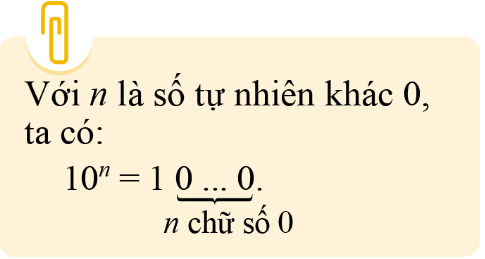 Với n là số tự nhiên khác 0,
ta có:
10ⁿ = 1 0 ... 0.
n chữ số 0